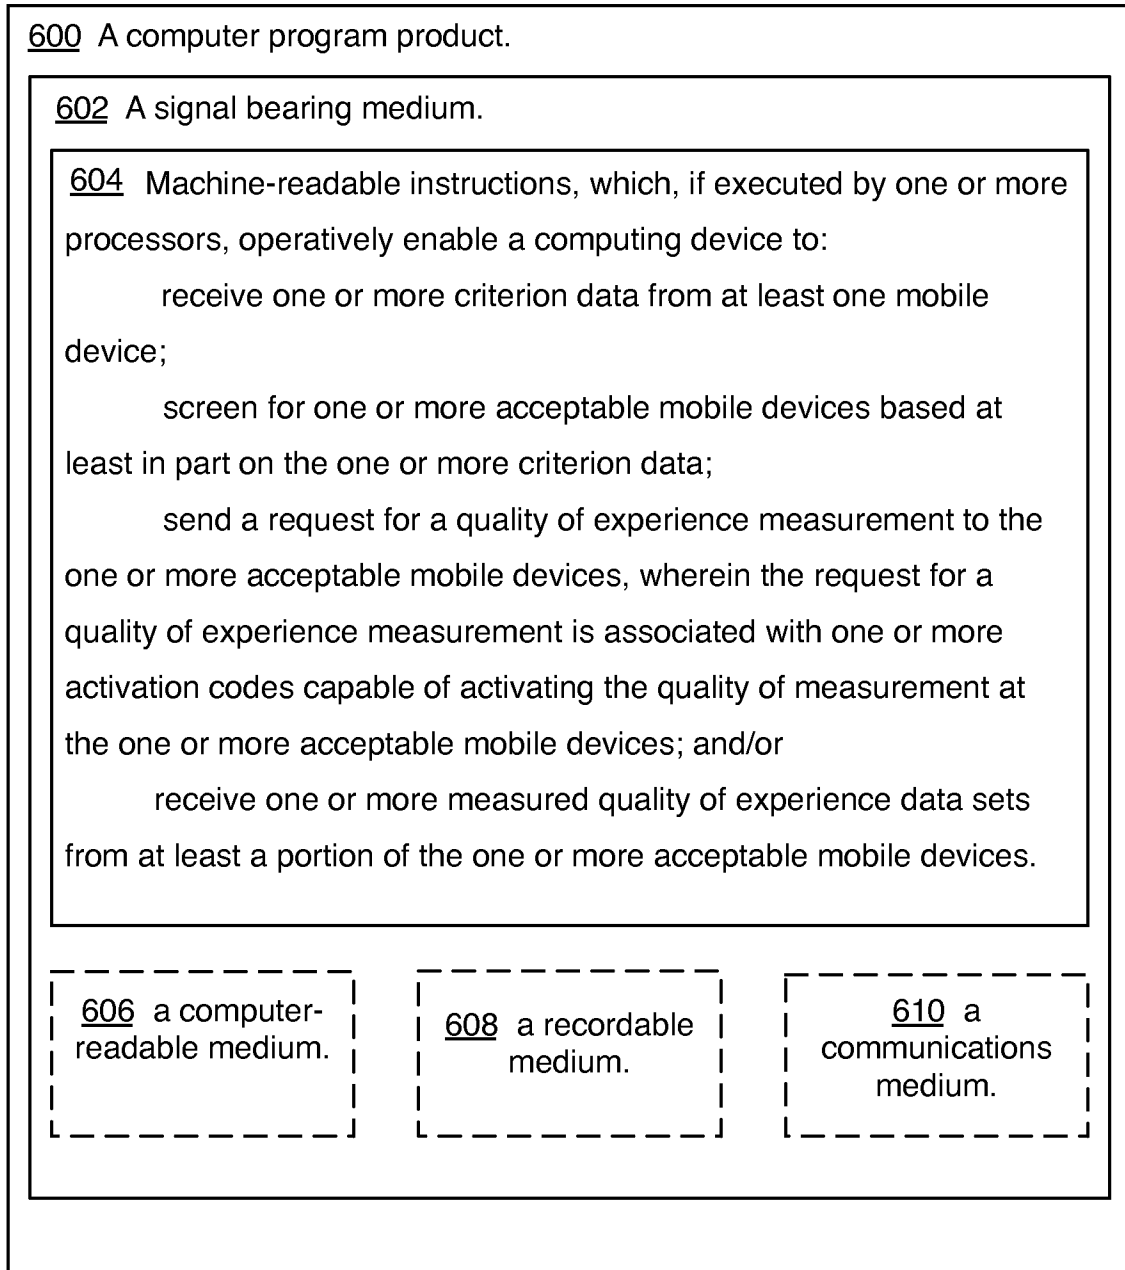 600 A computer program product.
602 A signal bearing medium.
604 Machine-readable instructions, which, if executed by one or more
processors, operatively enable a computing device to:
receive one or more criterion data from at least one mobile
device;
screen for one or more acceptable mobile devices based at
least in part on the one or more criterion data;
send a request for a quality of experience measurement to the
one or more acceptable mobile devices, wherein the request for a
quality of experience measurement is associated with one or more
activation codes capable of activating the quality of measurement at
the one or more acceptable mobile devices; and/or
receive one or more measured quality of experience data sets
from at least a portion of the one or more acceptable mobile devices.
606 a computer-
readable medium.
608 a recordable
medium.
610 a
communications
medium.